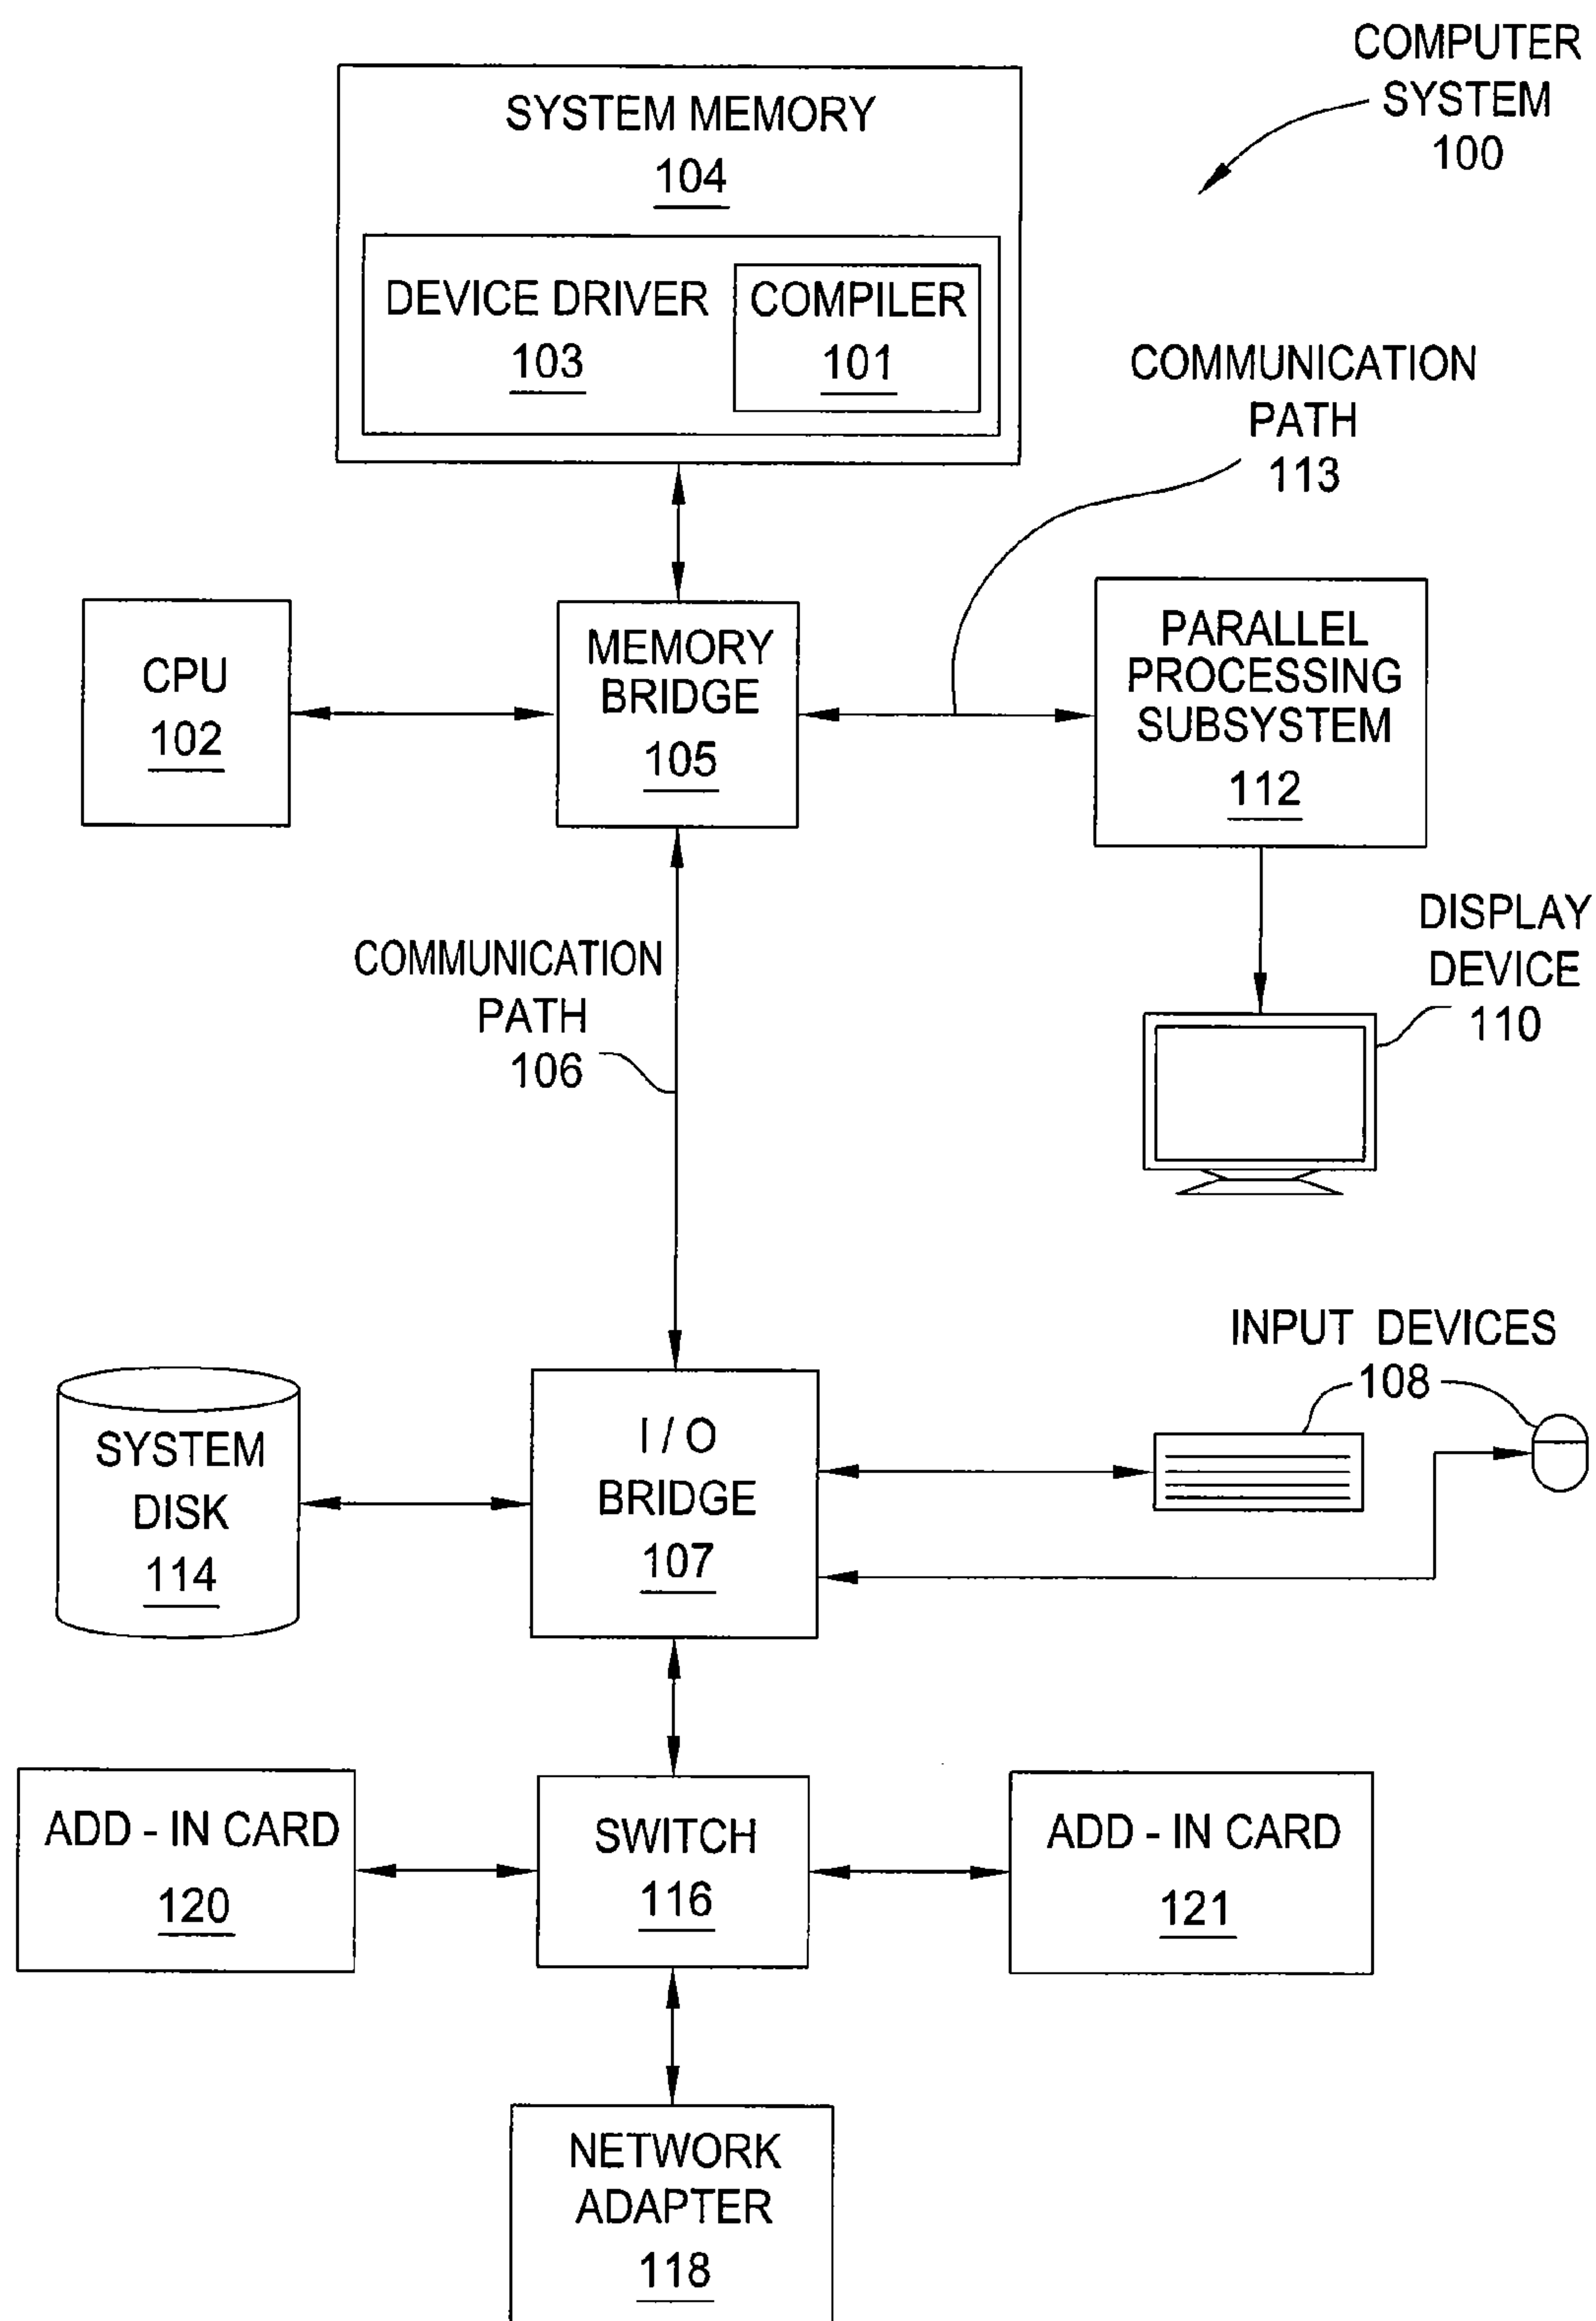 COMPUTER
SYSTEM
100
SYSTEM MEMORY
104
DEVICE DRIVER
103
COMPILER
101
COMMUNICATION
PATH
113
CPU
102
MEMORY
BRIDGE
105
PARALLEL
PROCESSING
SUBSYSTEM
112
DISPLAY
DEVICE
110
COMMUNICATION
PATH
106
INPUT DEVICES
108
SYSTEM
DISK
114
I / O
BRIDGE
107
ADD - IN CARD
120
SWITCH
116
ADD - IN CARD
121
NETWORK
ADAPTER
118